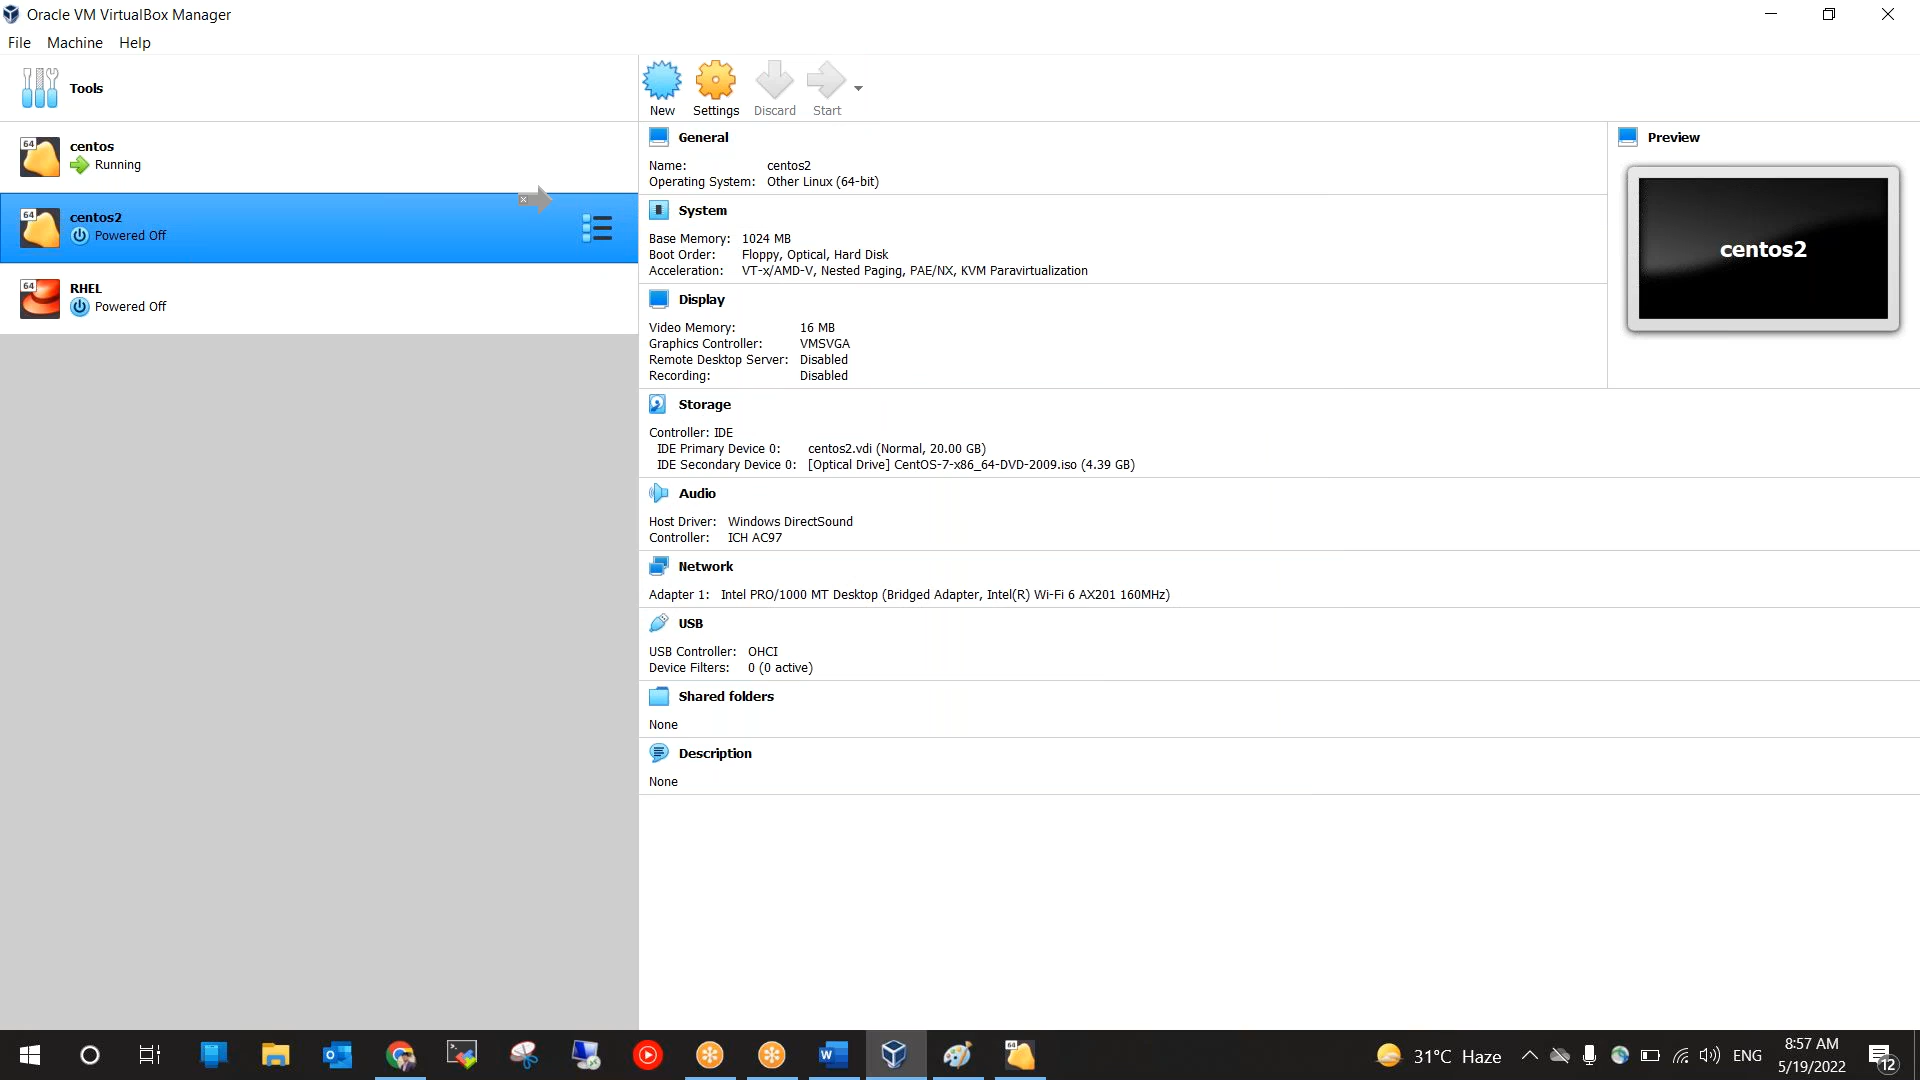 Oracle VM VirtualBox Manager
File Machine Help
Tools
New Settings Discard Start
64
centos
Running
64
centos2
Powered Off
64
RHEL
Powered Off
General
Name: centos2
Operating System: Other Linux (64-bit)
Preview
centos2
System
Base Memory: 1024 MB
Boot Order: Floppy, Optical, Hard Disk
Acceleration: VT-x/AMD-V, Nested Paging, PAE/NX, KVM Paravirtualization
Display
Video Memory: 16 MB
Graphics Controller: VMSVGA
Remote Desktop Server: Disabled
Recording: Disabled
Storage
Controller: IDE
IDE Primary Device 0: centos2.vdi (Normal, 20.00 GB)
IDE Secondary Device 0: [Optical Drive] CentOS-7-x86_64-DVD-2009.iso (4.39 GB)
Audio
Host Driver: Windows DirectSound
Controller: ICH AC97
Network
Adapter 1: Intel PRO/1000 MT Desktop (Bridged Adapter, Intel(R) Wi-Fi 6 AX201 160MHz)
USB
USB Controller: OHCI
Device Filters: 0 (0 active)
Shared folders
None
Description
None
31°C Haze
ENG
8:57 AM
5/19/2022
12